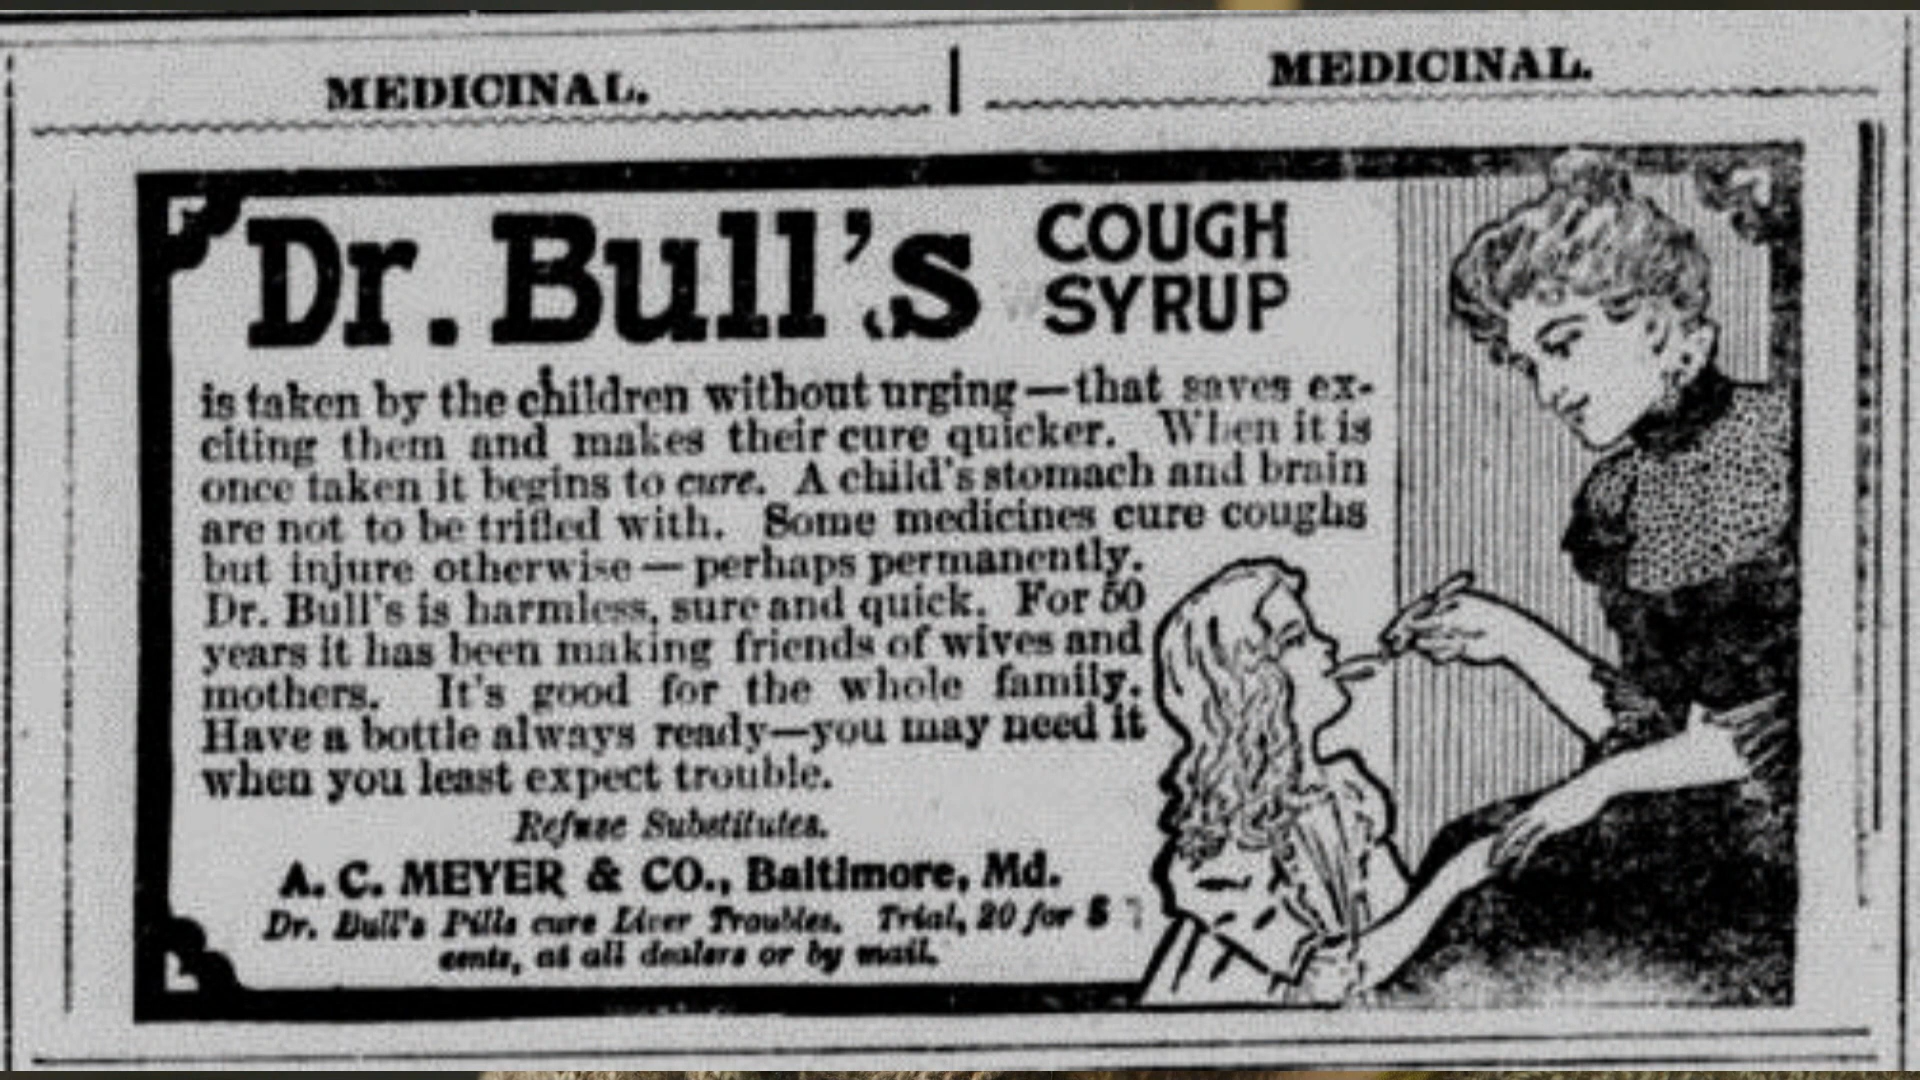 MEDICINAL.
MEDICINAL.
Dr. Bull's COUGH
SYRUP
is taken by the children without urging—that saves ex-
citing them and makes their cure quicker. When it is
once taken it begins to cure. A child's stomach and brain
are not to be trifled with. Some medicines cure coughs
but injure otherwise—perhaps permanently.
Dr. Bull's is harmless, sure and quick. For 50
years it has been making friends of wives and
mothers. It's good for the whole family.
Have a bottle always ready—you may need it
when you least expect trouble.
Refuse Substitutes.
A. C. MEYER & CO., Baltimore, Md.
Dr. Bull's Pills cure Liver Troubles. Trial, 20 for 5
cents, at all dealers or by mail.